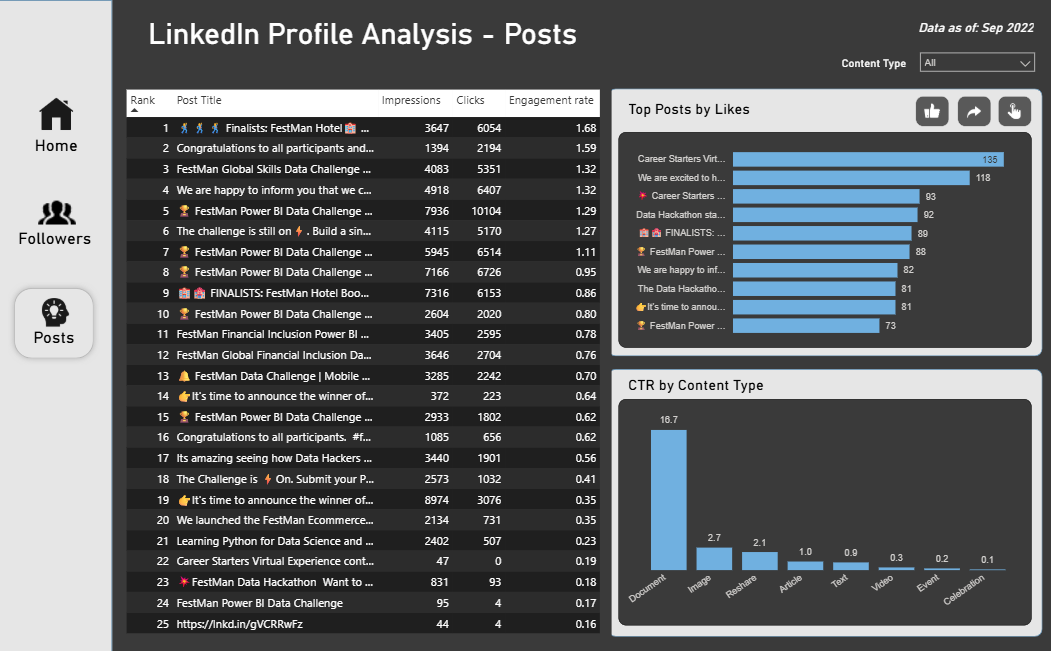 LinkedIn Profile Analysis - Posts
Data as of: Sep 2022
Content Type All
Home
Followers
Posts
Rank Post Title Impressions Clicks Engagement rate
1 🚶🚶🚶 Finalists: FestMan Hotel🏨 ... 3647 6054 1.68
2 Congratulations to all participants and... 1394 2194 1.59
3 FestMan Global Skills Data Challenge ... 4083 5351 1.32
4 We are happy to inform you that we c... 4918 6407 1.32
5 🏆 FestMan Power BI Data Challenge ... 7936 10104 1.29
6 The challenge is still on⚡. Build a sin... 4115 5170 1.27
7 🏆 FestMan Power BI Data Challenge ... 5945 6514 1.11
8 🏆 FestMan Power BI Data Challenge ... 7166 6726 0.95
9 🏨🏩 FINALISTS: FestMan Hotel Boo... 7316 6153 0.86
10 🏆 FestMan Power BI Data Challenge ... 2604 2020 0.80
11 FestMan Financial Inclusion Power BI ... 3405 2595 0.78
12 FestMan Global Financial Inclusion Da... 3646 2704 0.76
13 🔔 FestMan Data Challenge | Mobile ... 3285 2242 0.70
14 👉It's time to announce the winner of... 372 223 0.64
15 🏆 FestMan Power BI Data Challenge ... 2933 1802 0.62
16 Congratulations to all participants. #f... 1085 656 0.62
17 Its amazing seeing how Data Hackers ... 3440 1901 0.56
18 The Challenge is ⚡On. Submit your P... 2573 1032 0.41
19 👉It's time to announce the winner of... 8974 3076 0.35
20 We launched the FestMan Ecommerce... 2134 731 0.35
21 Learning Python for Data Science and ... 2402 507 0.23
22 Career Starters Virtual Experience cont... 47 0 0.19
23 💥FestMan Data Hackathon Want to ... 831 93 0.18
24 FestMan Power BI Data Challenge 95 4 0.17
25 https://lnkd.in/gVCRRwFz 44 4 0.16
Top Posts by Likes
Career Starters Virt... 135
We are excited to h... 118
💥 Career Starters ... 93
Data Hackathon sta... 92
🏨🏩 FINALISTS: ... 89
🏆 FestMan Power ... 88
We are happy to inf... 82
The Data Hackatho... 81
👉It's time to annou... 81
🏆 FestMan Power ... 73
CTR by Content Type
16.7 2.7 2.1 1.0 0.9 0.3 0.2 0.1
Document Image Reshare Article Text Video Event Celebration